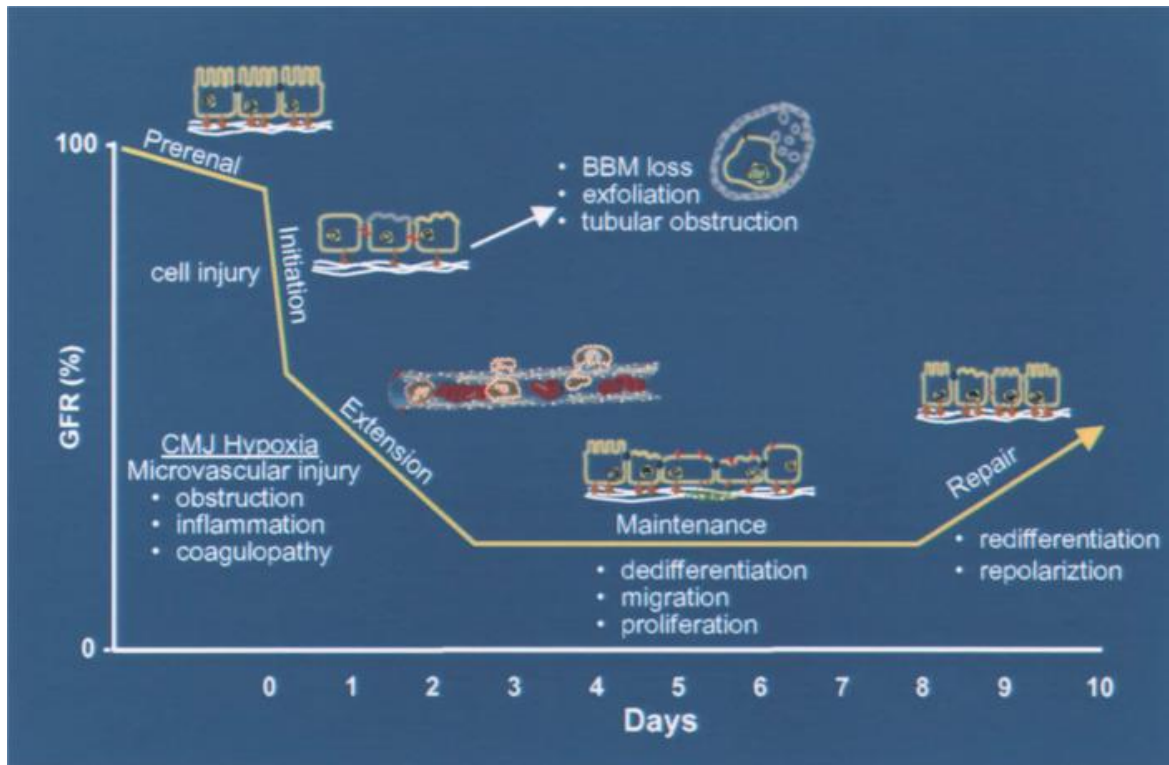 100
Prerenal
• BBM loss
• exfoliation
• tubular obstruction
Initiation
cell injury
GFR (%)
Extension
CMJ Hypoxia
Microvascular injury
• obstruction
• inflammation
• coagulopathy
Maintenance
• dedifferentiation
• migration
• proliferation
Repair
• redifferentiation
• repolariztion
0
0 1 2 3 4 5 6 7 8 9 10
Days